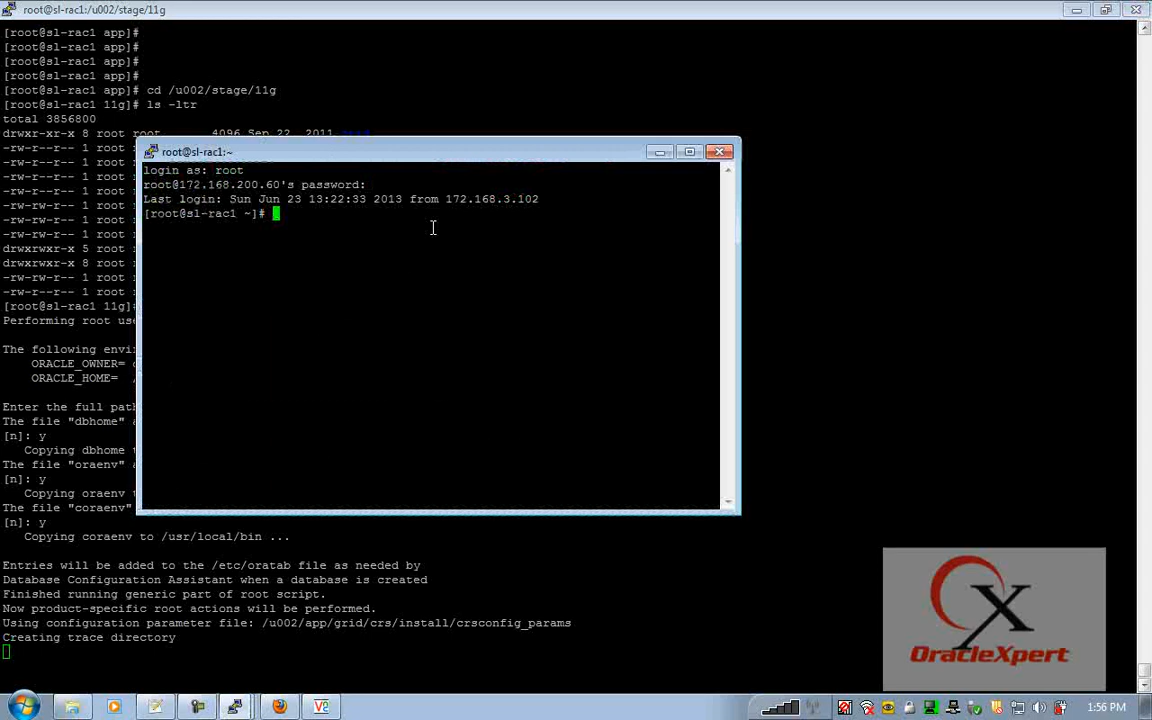 root@sl-rac1:/u002/stage/11g
[root@sl-rac1 app]#
[root@sl-rac1 app]#
[root@sl-rac1 app]#
[root@sl-rac1 app]#
[root@sl-rac1 app]# cd /u002/stage/11g
[root@sl-rac1 11g]# ls -ltr
total 3856800
drwxr-xr-x 8 root root 4096 Sep 22 2011
-rw-r--r-- 1 root
-rw-r--r-- 1 root
-rw-r--r-- 1 root
-rw-r--r-- 1 root
-rw-r--r-- 1 root
-rw-r--r-- 1 root
-rw-r--r-- 1 root
drwxrwxr-x 5 root
drwxrwxr-x 8 root
-rw-rw-r-- 1 root
-rw-r--r-- 1 root
[root@sl-rac1 11g]
Performing root use
The following envi
ORACLE_OWNER=
ORACLE_HOME= /
Enter the full pat
The file "dbhome"
[n]: y
Copying dbhome
The file "oraenv"
[n]: y
Copying oraenv
The file "coraenv"
[n]: y
Copying coraenv to /usr/local/bin ...
Entries will be added to the /etc/oratab file as needed by
Database Configuration Assistant when a database is created
Finished running generic part of root script.
Now product-specific root actions will be performed.
Using configuration parameter file: /u002/app/grid/crs/install/crsconfig_params
Creating trace directory
root@sl-rac1:~
login as: root
root@172.168.200.60's password:
Last login: Sun Jun 23 13:22:33 2013 from 172.168.3.102
[root@sl-rac1 ~]#
OracleXpert
1:56 PM